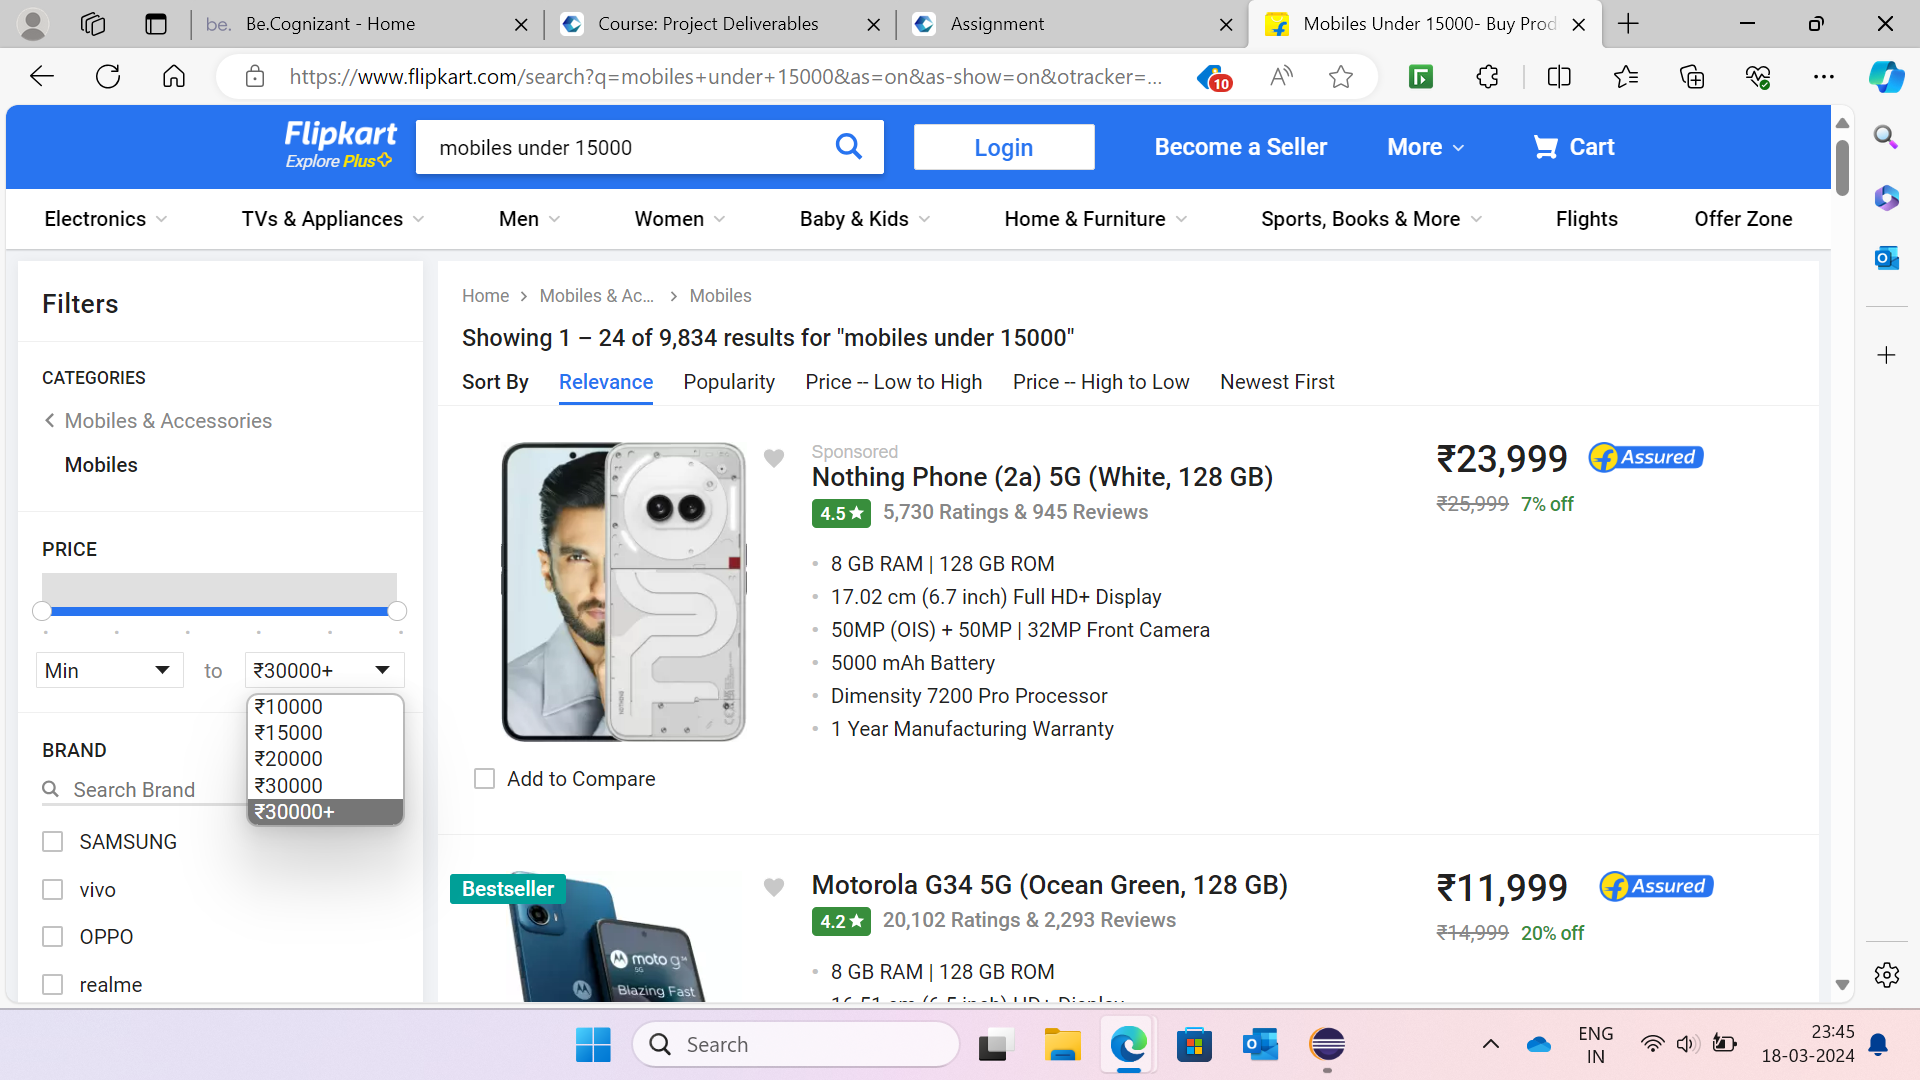 be. Be.Cognizant - Home
Course: Project Deliverables
Assignment
Mobiles Under 15000- Buy Prod
https://www.flipkart.com/search?q=mobiles+under+15000&as=on&as-show=on&otracker=...
10
Flipkart
Explore Plus
mobiles under 15000
Login
Become a Seller
More
Cart
Electronics
TVs & Appliances
Men
Women
Baby & Kids
Home & Furniture
Sports, Books & More
Flights
Offer Zone
Filters
CATEGORIES
Mobiles & Accessories
Mobiles
PRICE
Min
to
₹30000+
₹10000
₹15000
₹20000
₹30000
₹30000+
BRAND
Search Brand
SAMSUNG
vivo
OPPO
realme
Home
Mobiles & Ac...
Mobiles
Showing 1 – 24 of 9,834 results for "mobiles under 15000"
Sort By
Relevance
Popularity
Price -- Low to High
Price -- High to Low
Newest First
Sponsored
Nothing Phone (2a) 5G (White, 128 GB)
4.5★ 5,730 Ratings & 945 Reviews
8 GB RAM | 128 GB ROM
17.02 cm (6.7 inch) Full HD+ Display
50MP (OIS) + 50MP | 32MP Front Camera
5000 mAh Battery
Dimensity 7200 Pro Processor
1 Year Manufacturing Warranty
₹23,999
Assured
₹25,999 7% off
Add to Compare
Bestseller
moto g34
5G
Blazing Fast
Motorola G34 5G (Ocean Green, 128 GB)
4.2★ 20,102 Ratings & 2,293 Reviews
8 GB RAM | 128 GB ROM
16.51 cm (6.5 inch) HD+ Display
₹11,999
Assured
₹14,999 20% off
Search
ENG
IN
23:45
18-03-2024